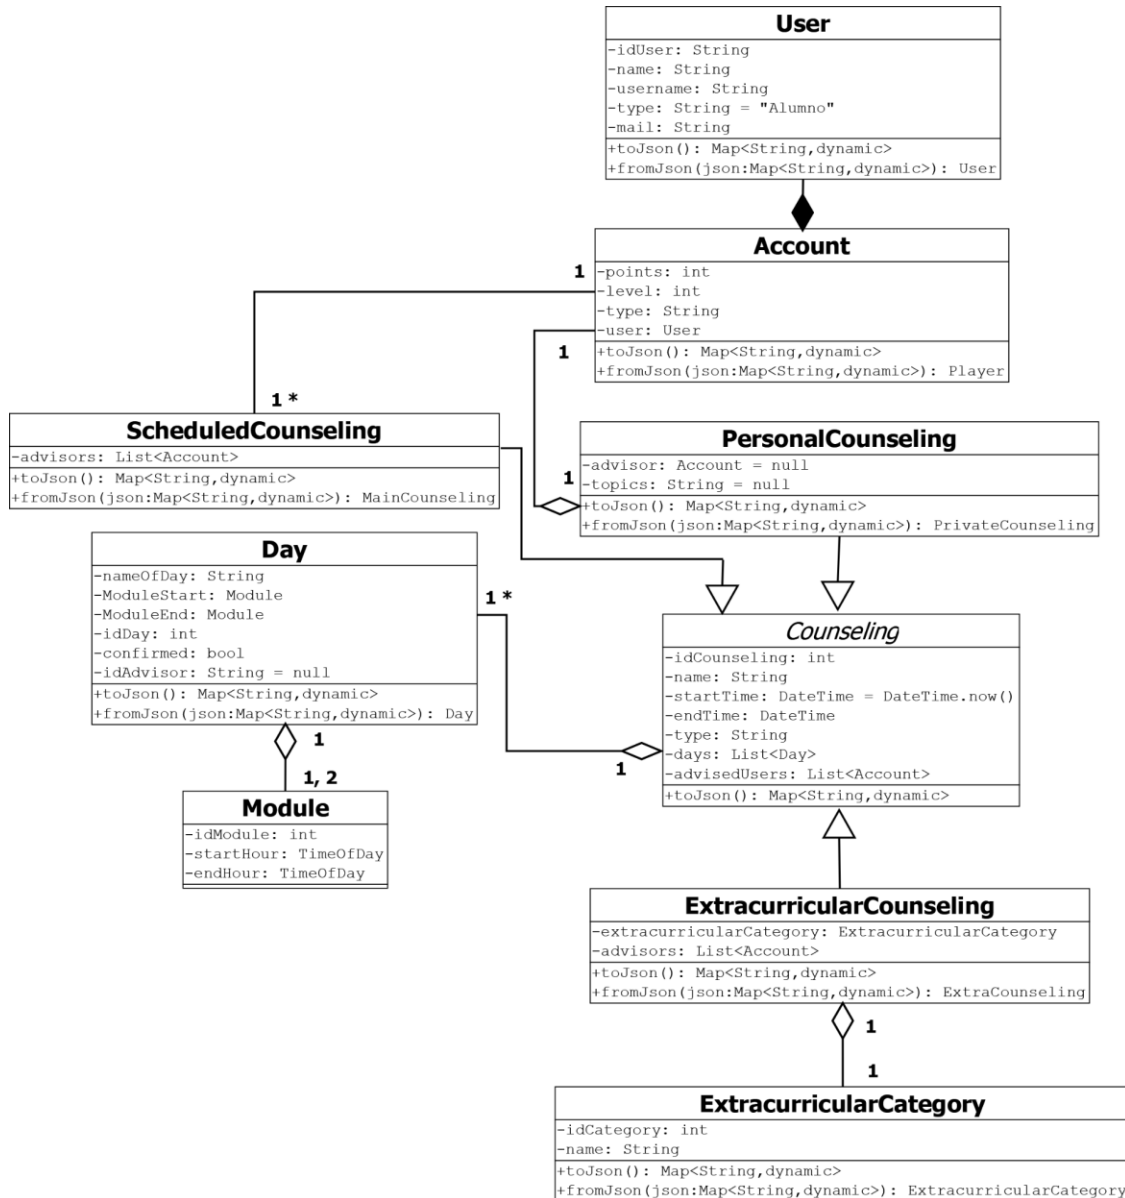 User
-idUser: String
-name: String
-username: String
-type: String = "Alumno"
-mail: String
+toJson(): Map<String,dynamic>
+fromJson(json:Map<String,dynamic>): User
Account
-points: int
-level: int
-type: String
-user: User
+toJson(): Map<String,dynamic>
+fromJson(json:Map<String,dynamic>): Player
1
1
1 *
ScheduledCounseling
-advisors: List<Account>
+toJson(): Map<String,dynamic>
+fromJson(json:Map<String,dynamic>): MainCounseling
PersonalCounseling
-advisor: Account = null
-topics: String = null
+toJson(): Map<String,dynamic>
+fromJson(json:Map<String,dynamic>): PrivateCounseling
1
Day
-nameOfDay: String
-ModuleStart: Module
-ModuleEnd: Module
-idDay: int
-confirmed: bool
-idAdvisor: String = null
+toJson(): Map<String,dynamic>
+fromJson(json:Map<String,dynamic>): Day
1 *
1
Counseling
-idCounseling: int
-name: String
-startTime: DateTime = DateTime.now()
-endTime: DateTime
-type: String
-days: List<Day>
-advisedUsers: List<Account>
+toJson(): Map<String,dynamic>
1
1, 2
Module
-idModule: int
-startHour: TimeOfDay
-endHour: TimeOfDay
ExtracurricularCounseling
-extracurricularCategory: ExtracurricularCategory
-advisors: List<Account>
+toJson(): Map<String,dynamic>
+fromJson(json:Map<String,dynamic>): ExtraCounseling
1
1
ExtracurricularCategory
-idCategory: int
-name: String
+toJson(): Map<String,dynamic>
+fromJson(json:Map<String,dynamic>): ExtracurricularCategory